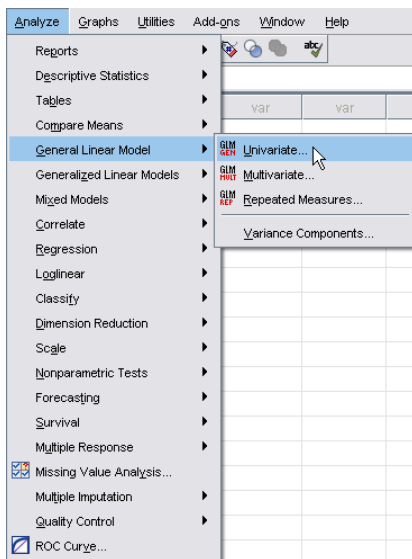 Analyze Graphs Utilities Add-ons Window Help
abc
Reports
Descriptive Statistics
Tables
var var
Compare Means
General Linear Model
GLM GEN Univariate...
Generalized Linear Models
GLM MULT Multivariate...
Mixed Models
GLM REP Repeated Measures...
Correlate
Variance Components...
Regression
Loglinear
Classify
Dimension Reduction
Scale
Nonparametric Tests
Forecasting
Survival
Multiple Response
Missing Value Analysis...
Multiple Imputation
Quality Control
ROC Curve...